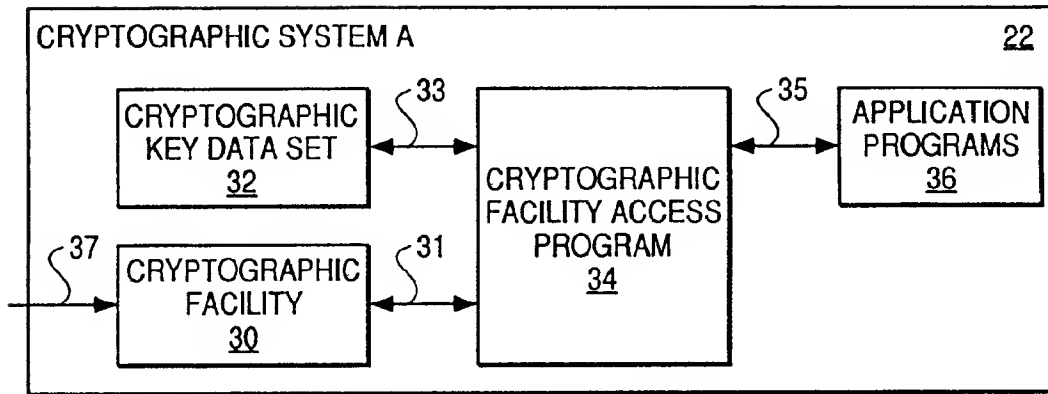 CRYPTOGRAPHIC SYSTEM A
22
CRYPTOGRAPHIC
KEY DATA SET
32
33
CRYPTOGRAPHIC
FACILITY ACCESS
PROGRAM
34
35
APPLICATION
PROGRAMS
36
37
CRYPTOGRAPHIC
FACILITY
30
31